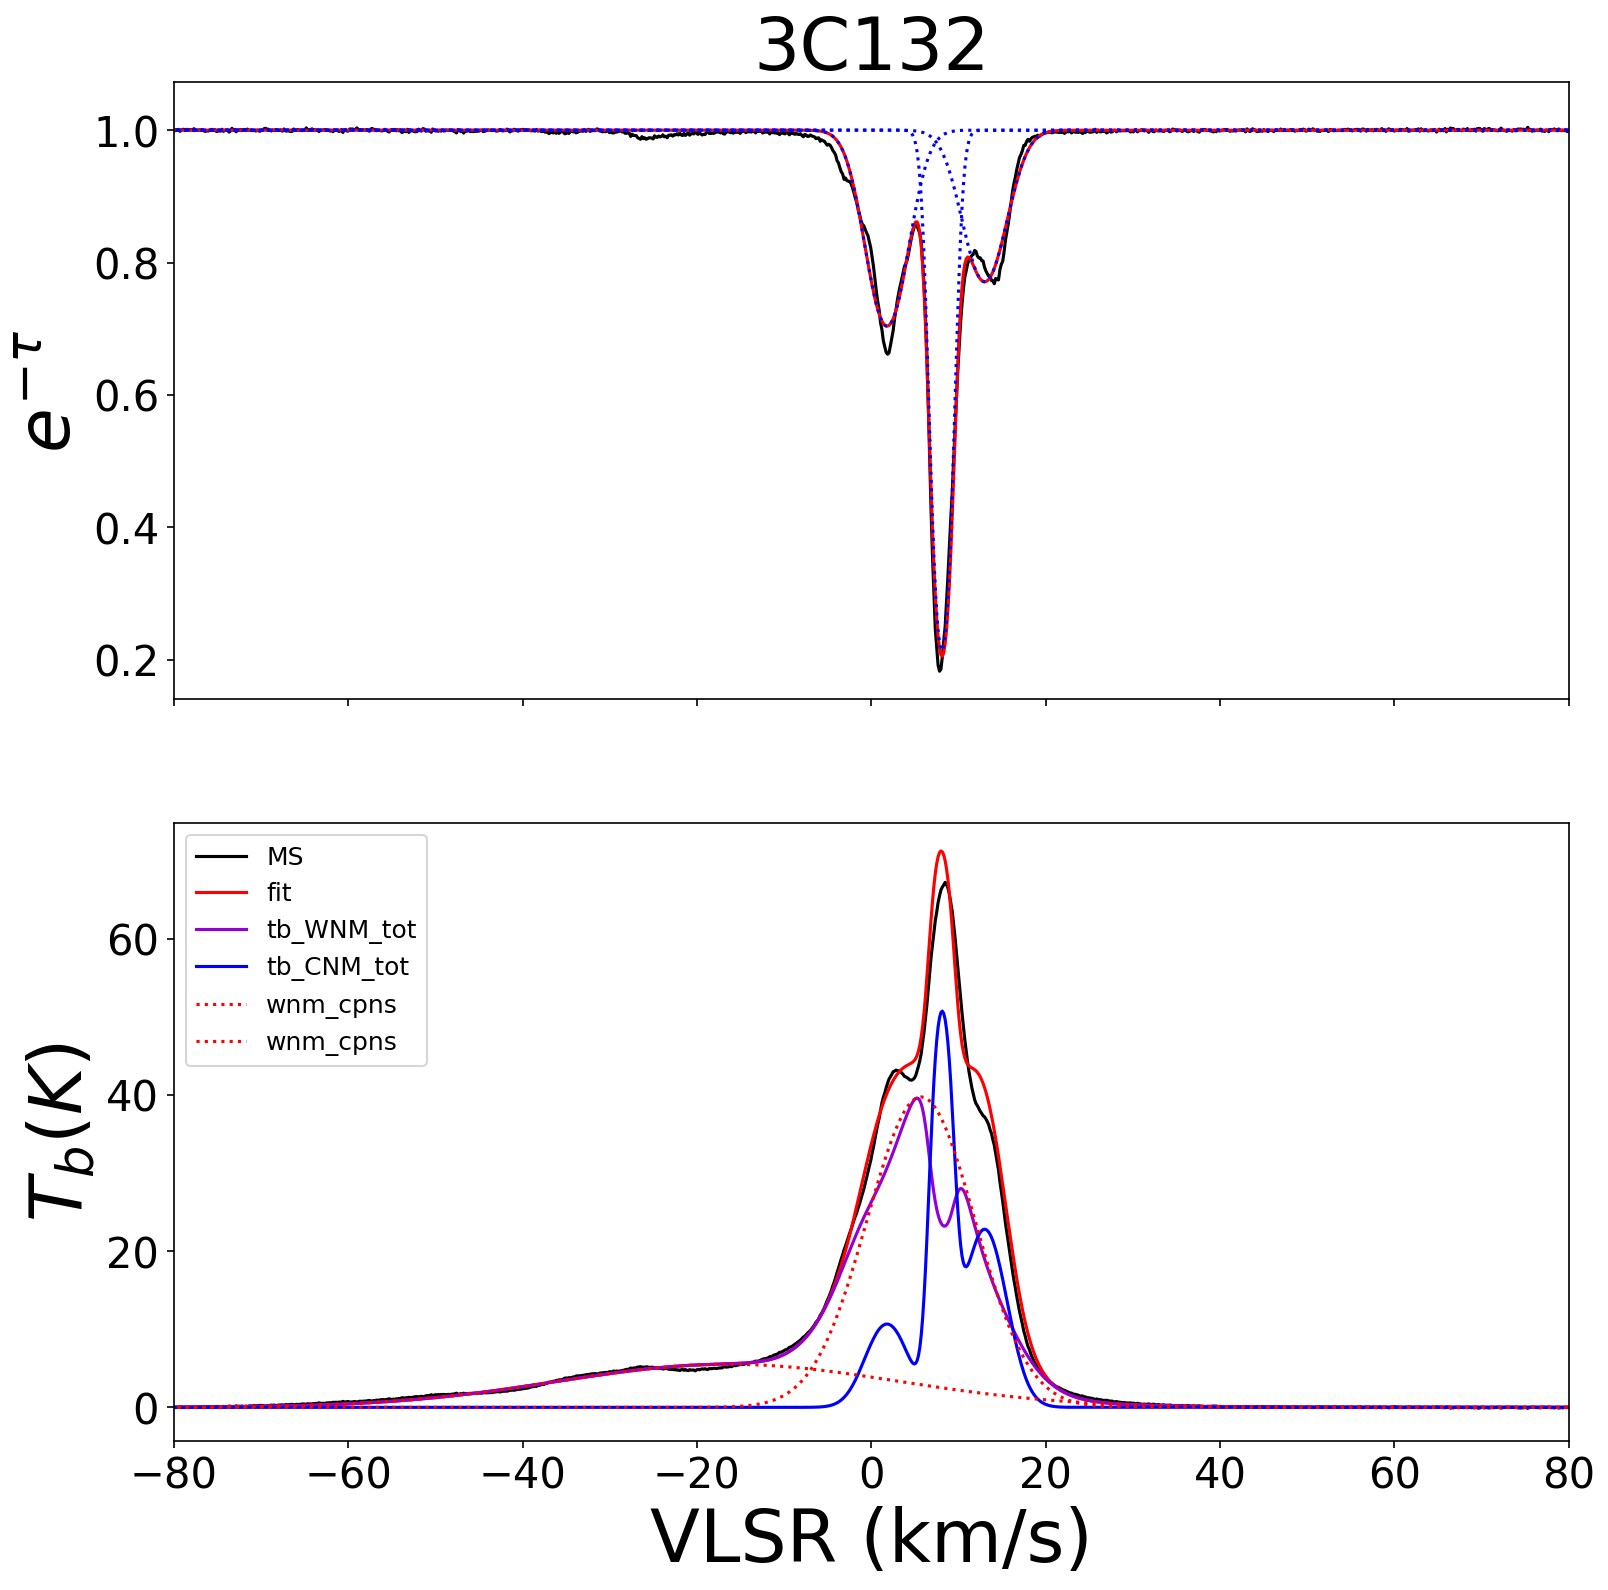 3C132
1.0
0.8
0.6
0.4
0.2
e^{-τ}
MS
fit
tb_WNM_tot
tb_CNM_tot
wnm_cpns
wnm_cpns
60
40
20
0
T_b(K)
−80 −60 −40 −20 0 20 40 60 80
VLSR (km/s)